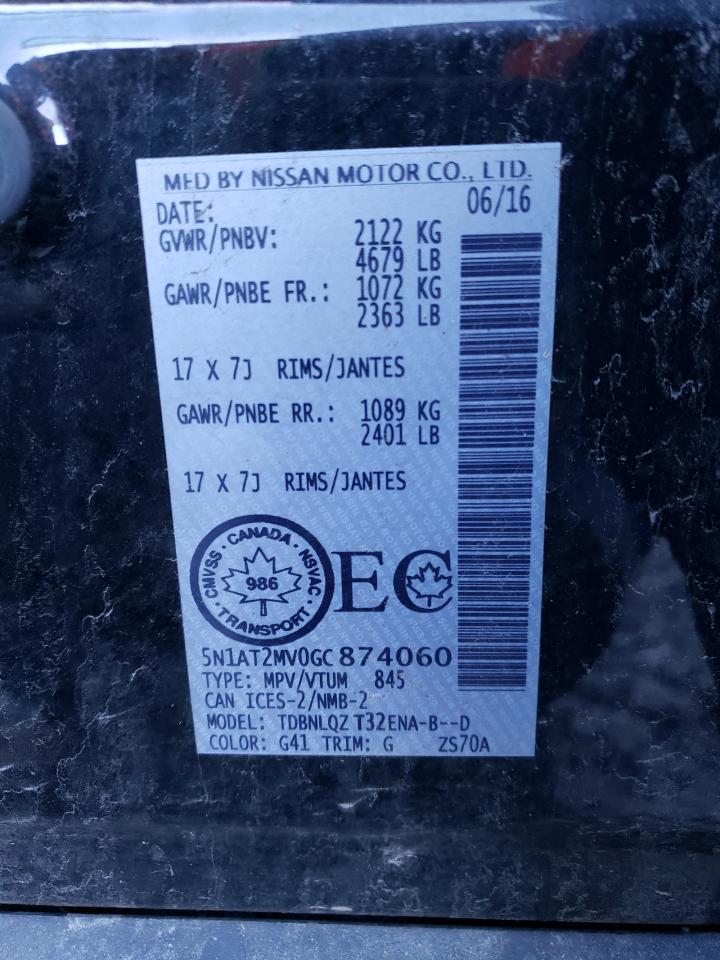 MFD BY NISSAN MOTOR CO., LTD.
DATE: 06/16
GVWR/PNBV: 2122 KG
4679 LB
GAWR/PNBE FR.: 1072 KG
2363 LB
17 X 7J RIMS/JANTES
GAWR/PNBE RR.: 1089 KG
2401 LB
17 X 7J RIMS/JANTES
CMVSS · CANADA · NSVAC · TRANSPORT ·
986
EC
5N1AT2MV0GC874060
TYPE: MPV/VTUM 845
CAN ICES-2/NMB-2
MODEL: TDBNLQZ T32ENA-B--D
COLOR: G41 TRIM: G ZS70A